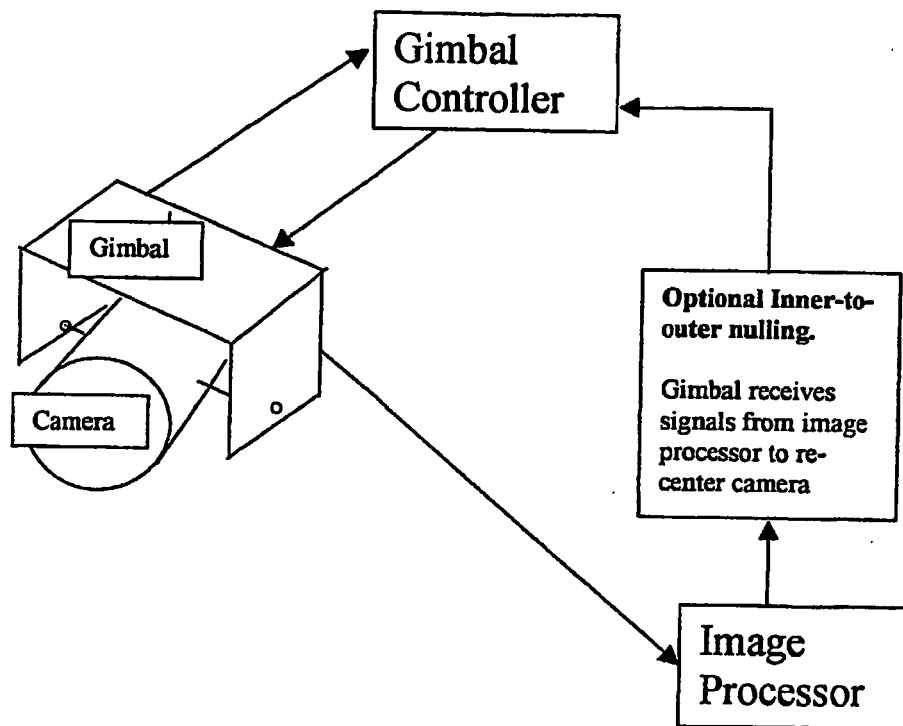 Gimbal
Controller
Gimbal
Camera
Optional Inner-to-
outer nulling.
Gimbal receives
signals from image
processor to re-
center camera
Image
Processor